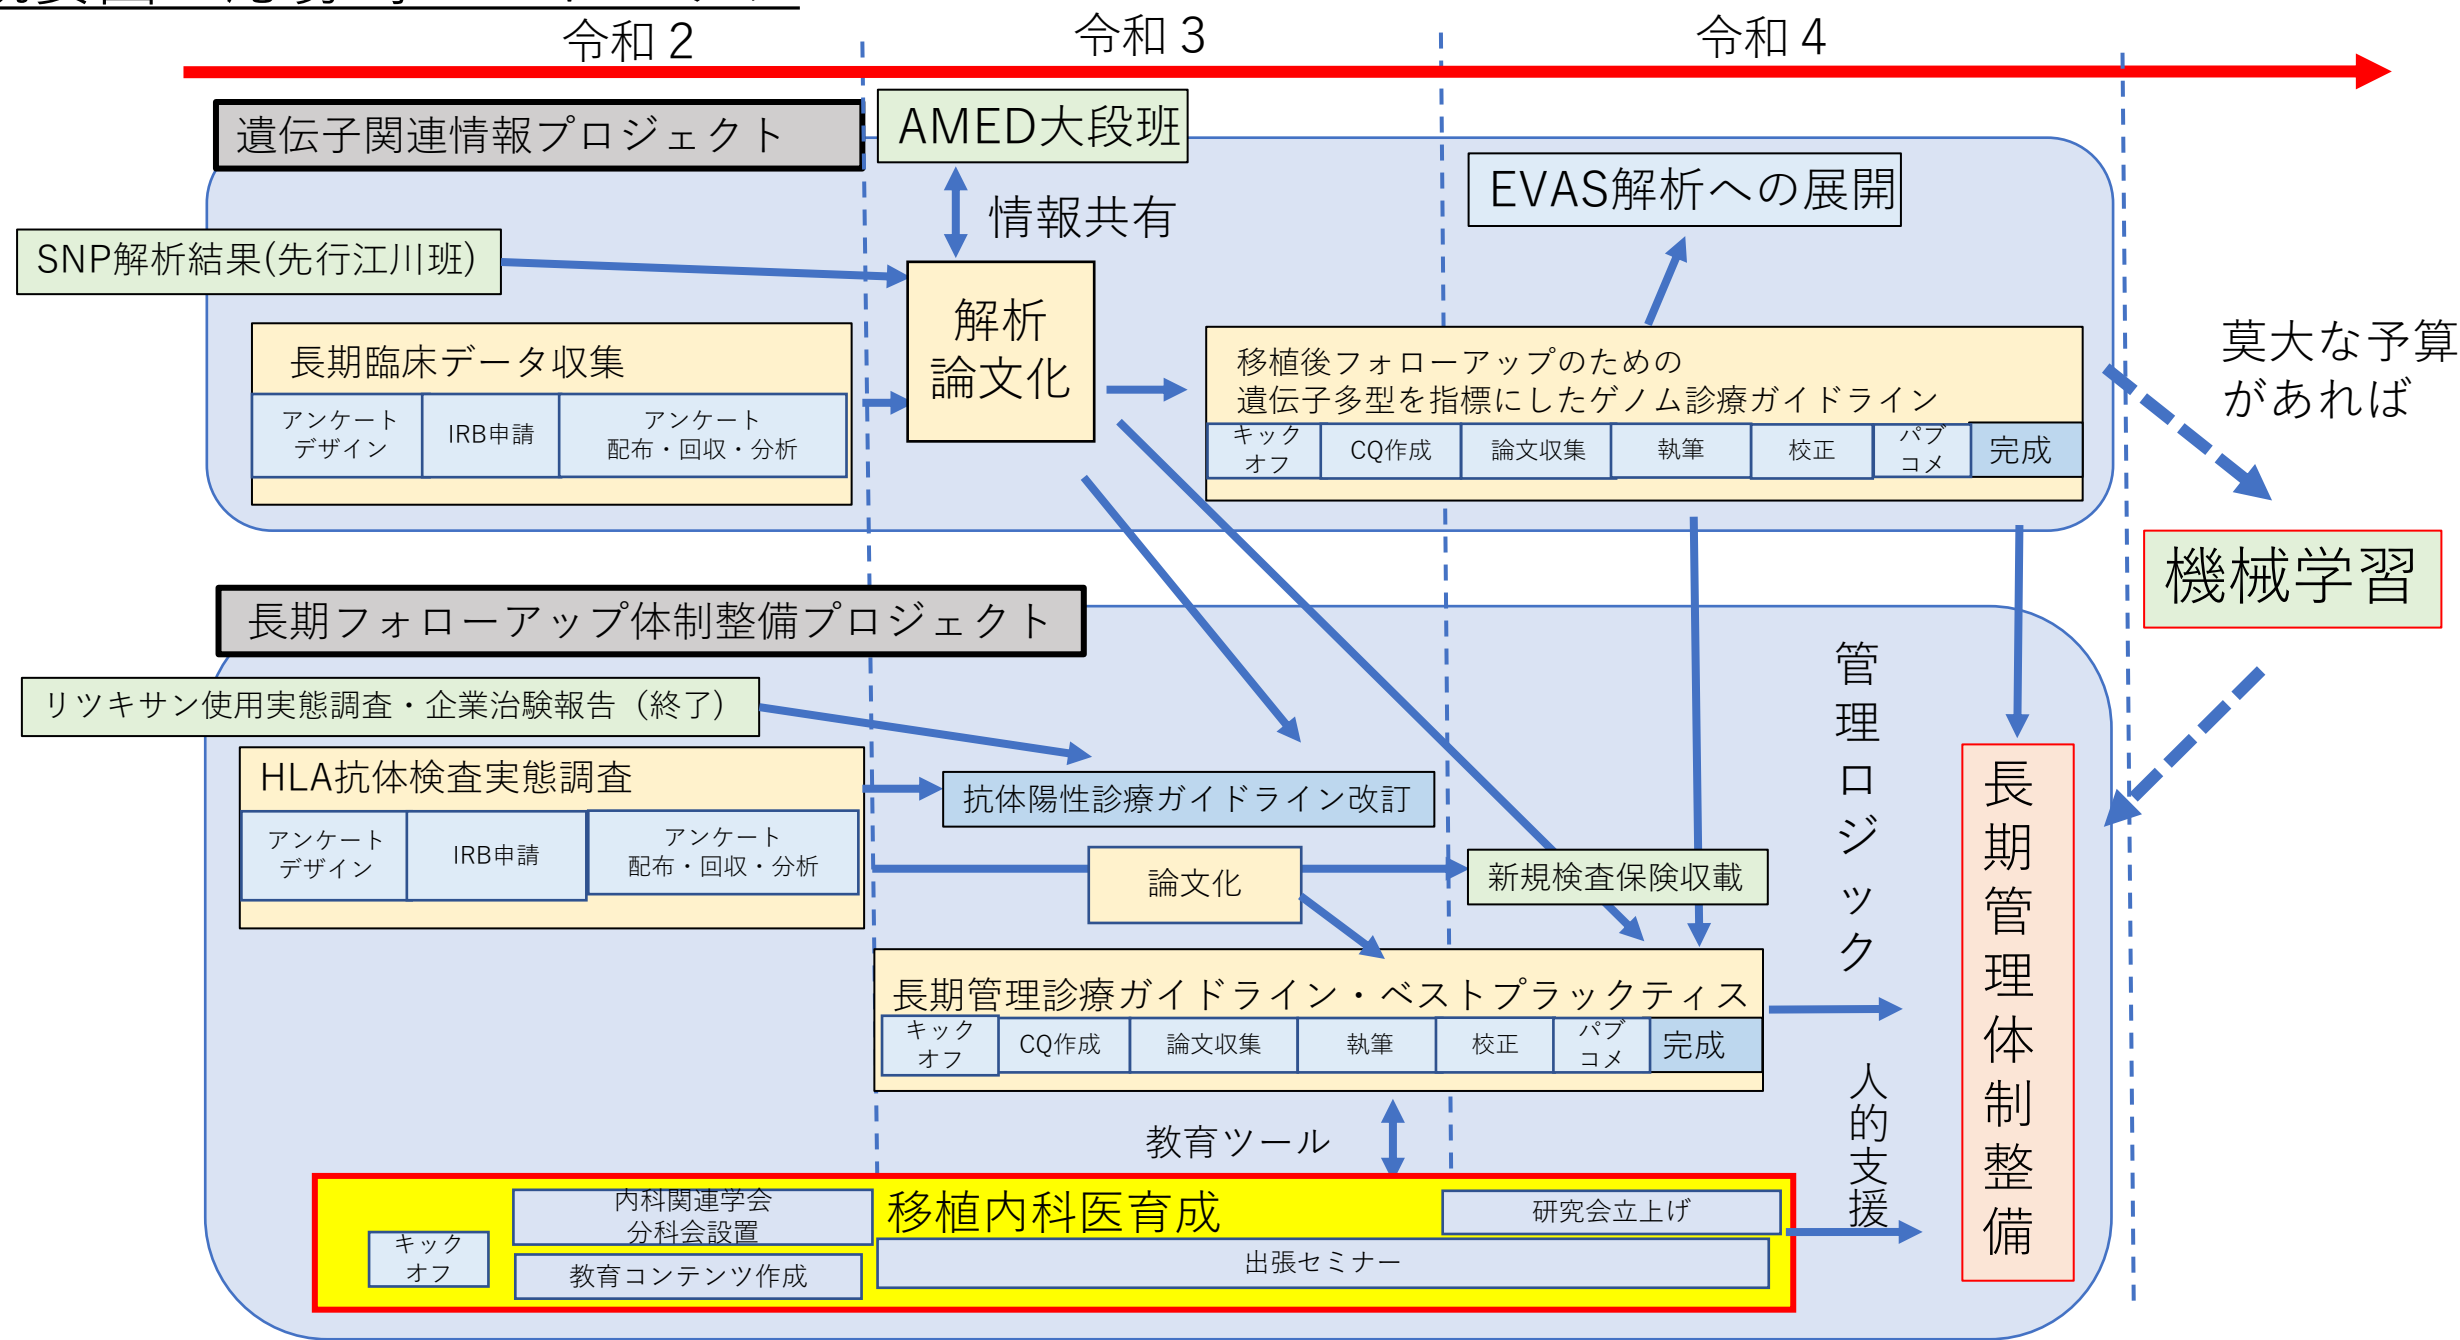 令和２
令和３
令和４
遺伝子関連情報プロジェクト
AMED大段班
情報共有
EVAS解析への展開
SNP解析結果(先行江川班)
解析
論文化
長期臨床データ収集
アンケート
デザイン
IRB申請
アンケート
配布・回収・分析
移植後フォローアップのための
遺伝子多型を指標にしたゲノム診療ガイドライン
キック
オフ
CQ作成
論文収集
執筆
校正
パブ
コメ
完成
莫大な予算
があれば
機械学習
長期フォローアップ体制整備プロジェクト
リツキサン使用実態調査・企業治験報告（終了）
HLA抗体検査実態調査
アンケート
デザイン
IRB申請
アンケート
配布・回収・分析
抗体陽性診療ガイドライン改訂
論文化
新規検査保険収載
管理ロジック
長期管理診療ガイドライン・ベストプラックティス
キック
オフ
CQ作成
論文収集
執筆
校正
パブ
コメ
完成
長期管理体制整備
教育ツール
人的支援
移植内科医育成
キック
オフ
内科関連学会
分科会設置
教育コンテンツ作成
研究会立上げ
出張セミナー